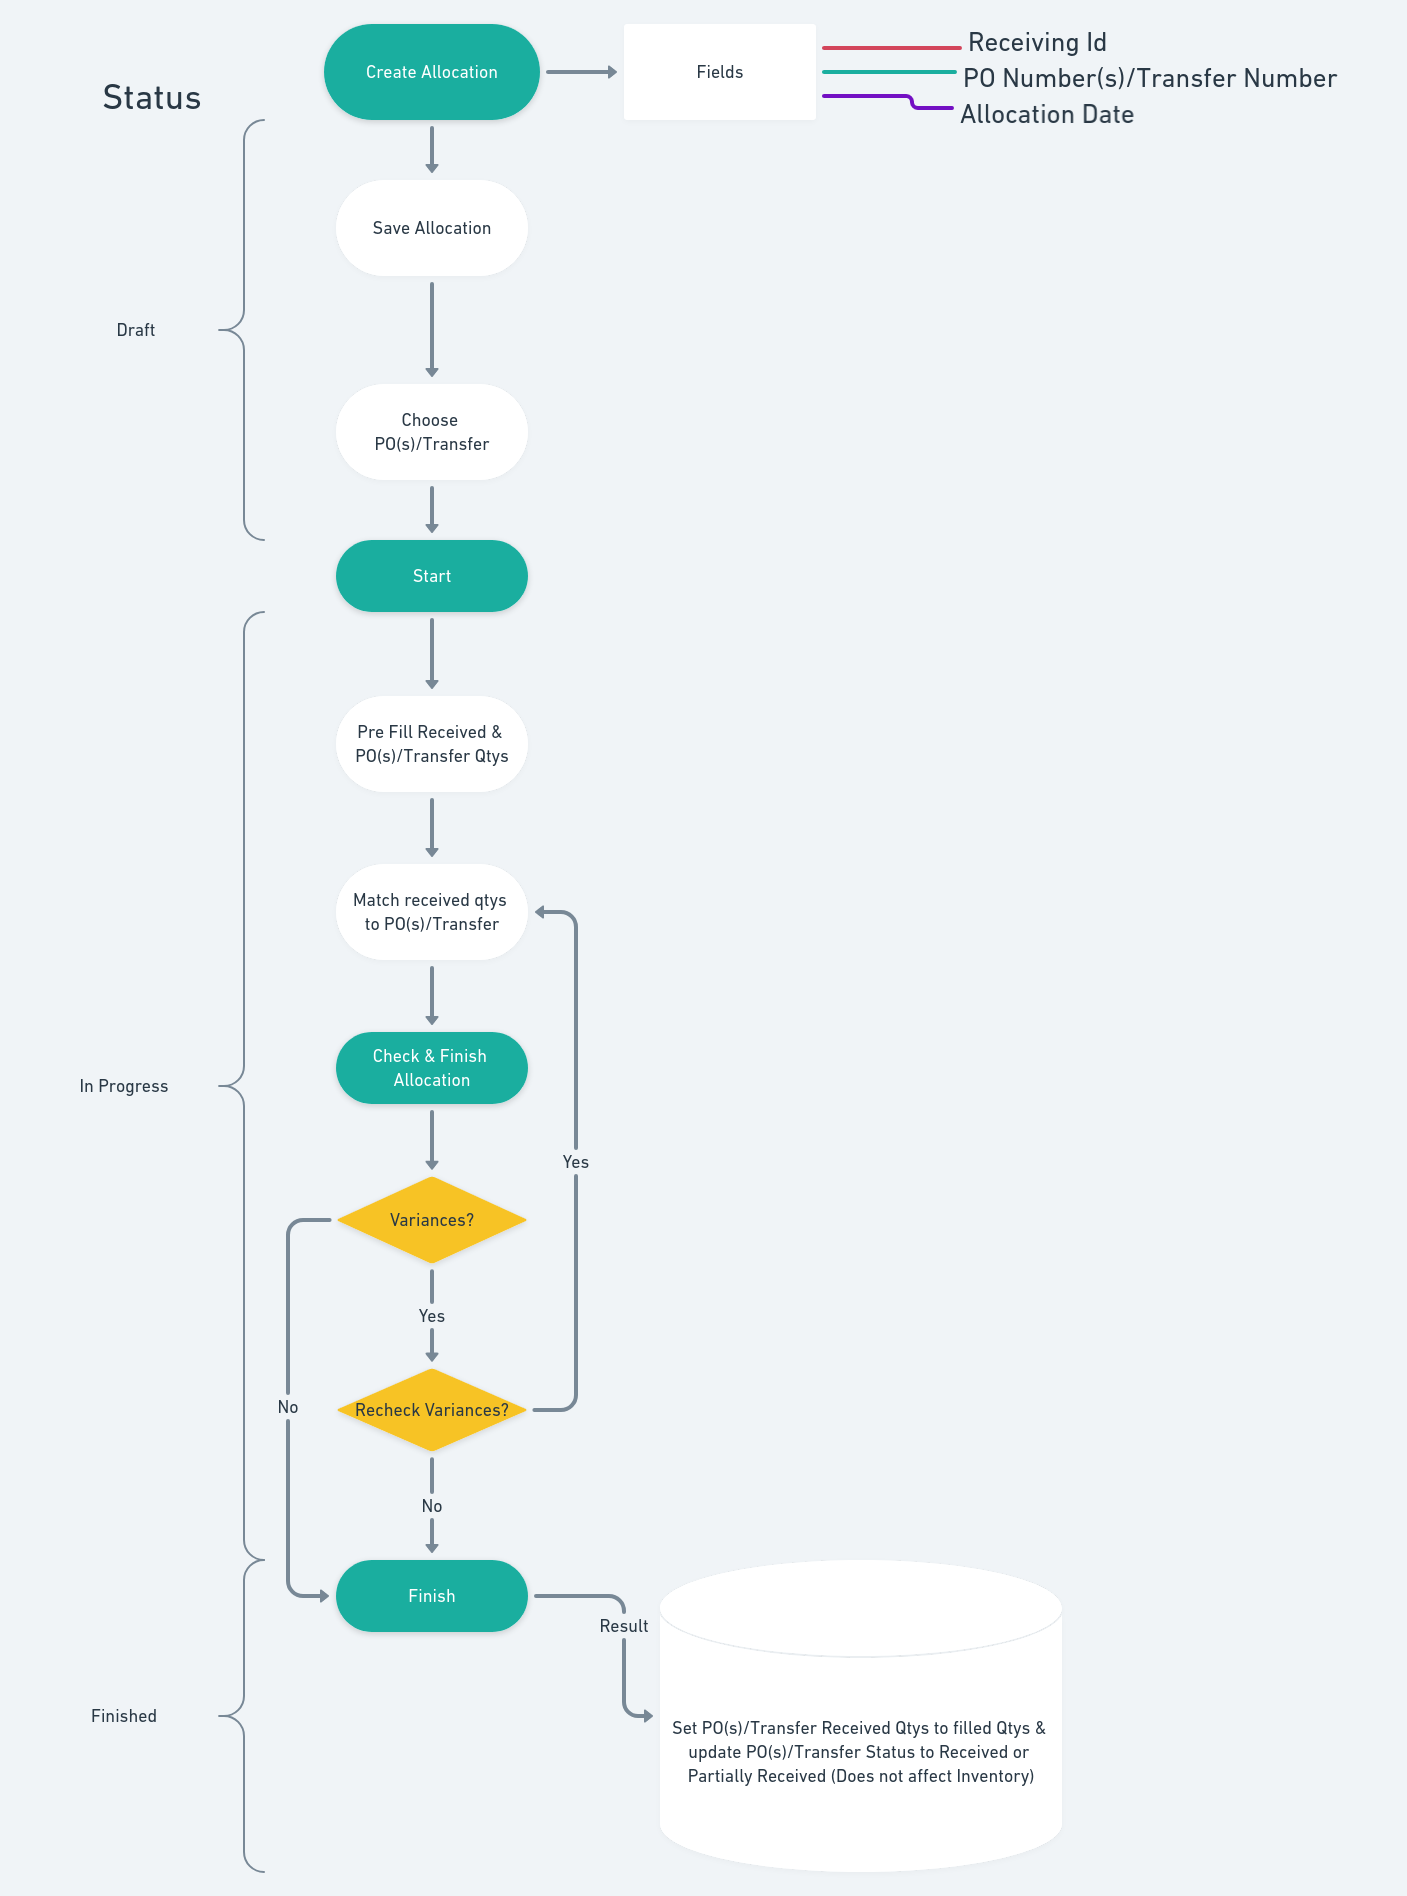 Status
Create Allocation
Fields
Receiving Id
PO Number(s)/Transfer Number
Allocation Date
Save Allocation
Draft
Choose
PO(s)/Transfer
Start
Pre Fill Received &
PO(s)/Transfer Qtys
Match received qtys
to PO(s)/Transfer
Check & Finish
Allocation
In Progress
Yes
Variances?
Yes
No
Recheck Variances?
No
Finish
Result
Finished
Set PO(s)/Transfer Received Qtys to filled Qtys &
update PO(s)/Transfer Status to Received or
Partially Received (Does not affect Inventory)